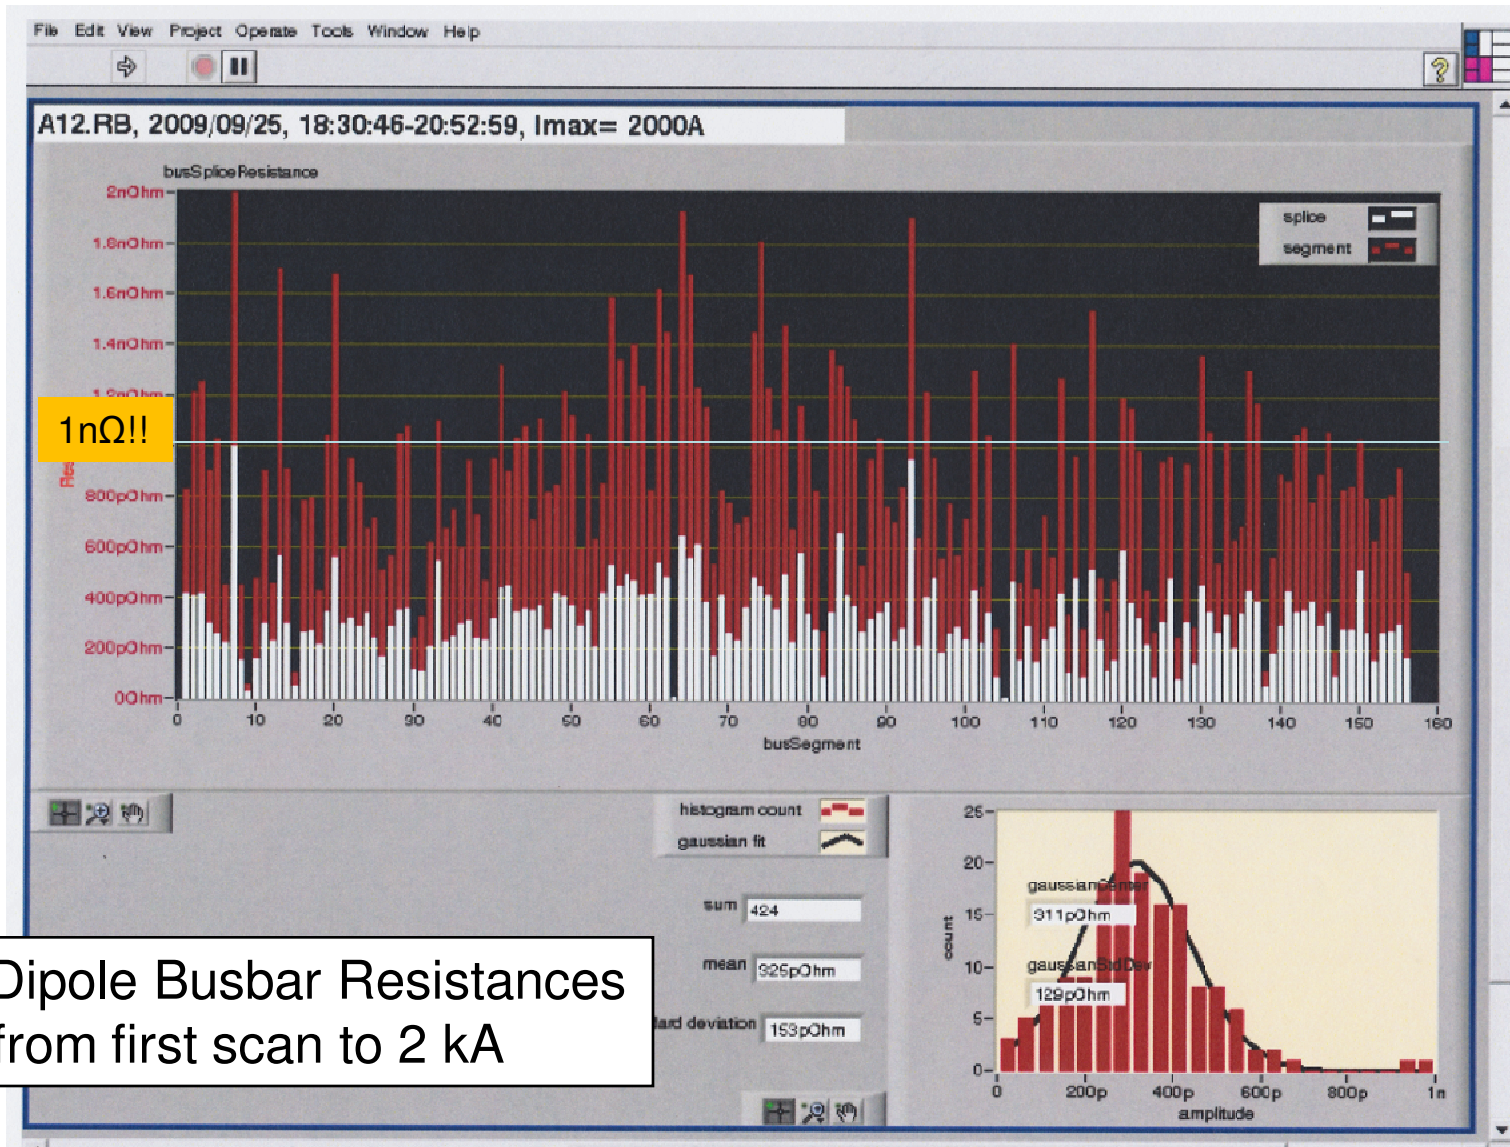 File Edit View Project Operate Tools Window Help
A12.RB, 2009/09/25, 18:30:46-20:52:59, Imax= 2000A
busSpliceResistance
splice
segment
2nOhm
1.8nOhm
1.6nOhm
1.4nOhm
1.2nOhm
1nΩ!!
800pOhm
600pOhm
400pOhm
200pOhm
0Ohm
0 10 20 30 40 50 60 70 80 90 100 110 120 130 140 150 160
busSegment
histogram count
gaussian fit
sum 424
mean 325pOhm
deviation 153pOhm
25
20
15
10
5
0
count
gaussianCenter
311pOhm
gaussianStdDev
129pOhm
0 200p 400p 600p 800p 1n
amplitude
Dipole Busbar Resistances
from first scan to 2 kA